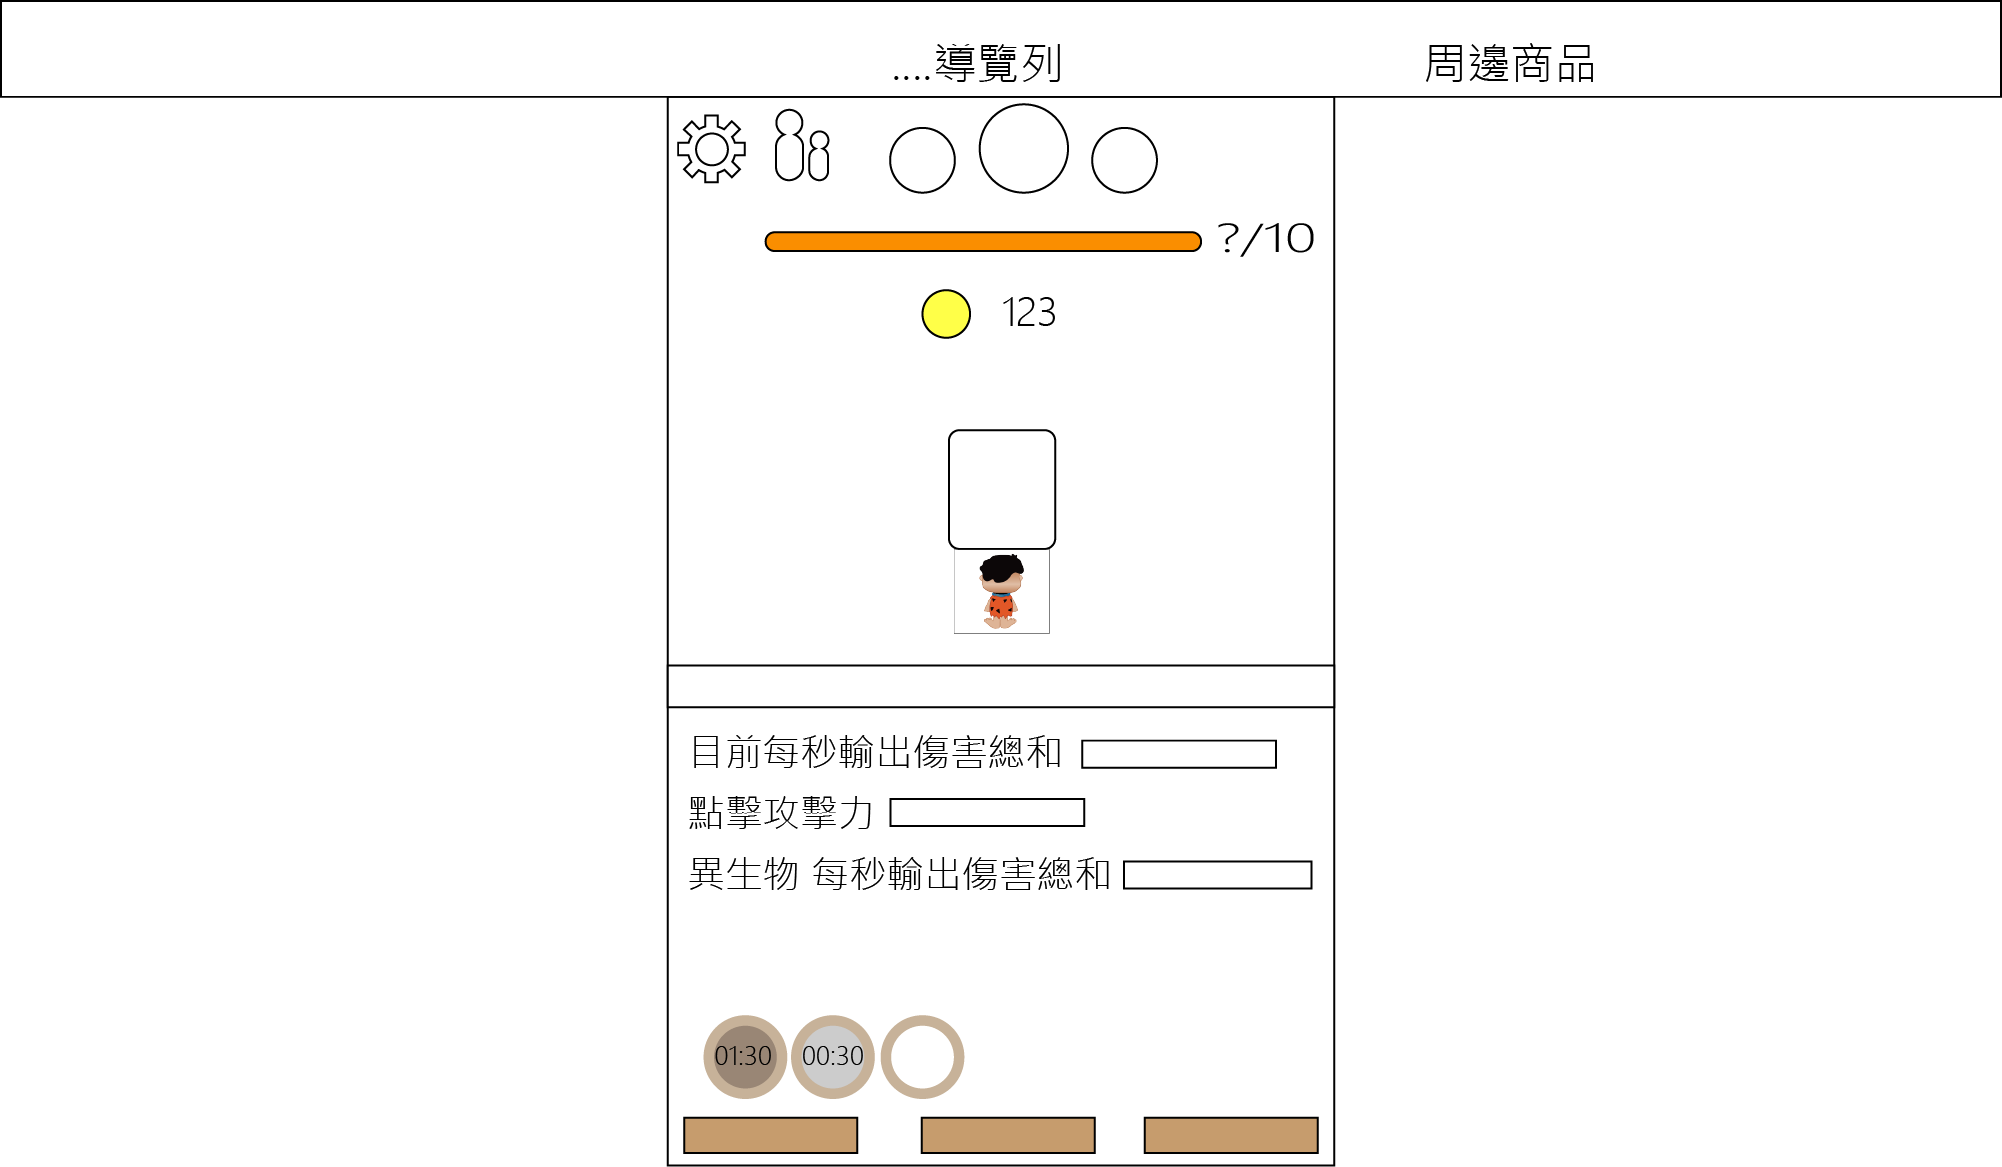 ....導覽列
周邊商品
?/10
123
目前每秒輸出傷害總和
點擊攻擊力
異生物 每秒輸出傷害總和
01:30
00:30